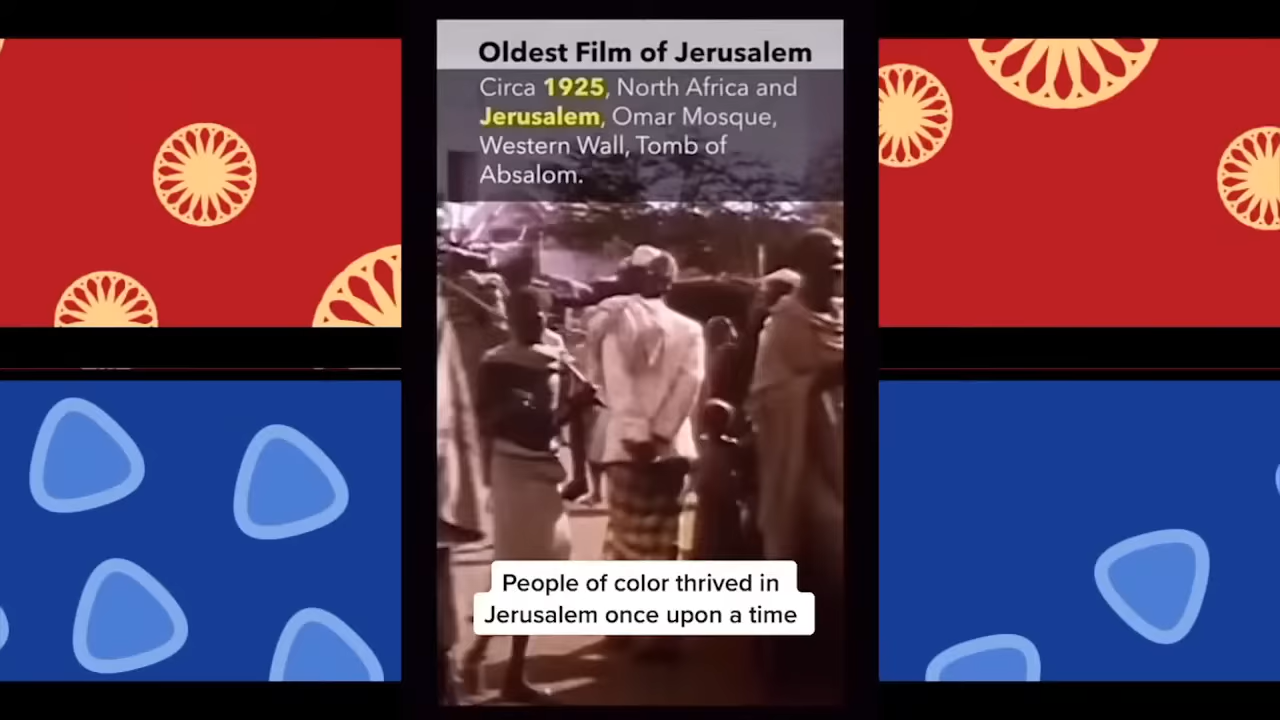 Oldest Film of Jerusalem
Circa 1925, North Africa and
Jerusalem, Omar Mosque,
Western Wall, Tomb of
Absalom.
People of color thrived in
Jerusalem once upon a time